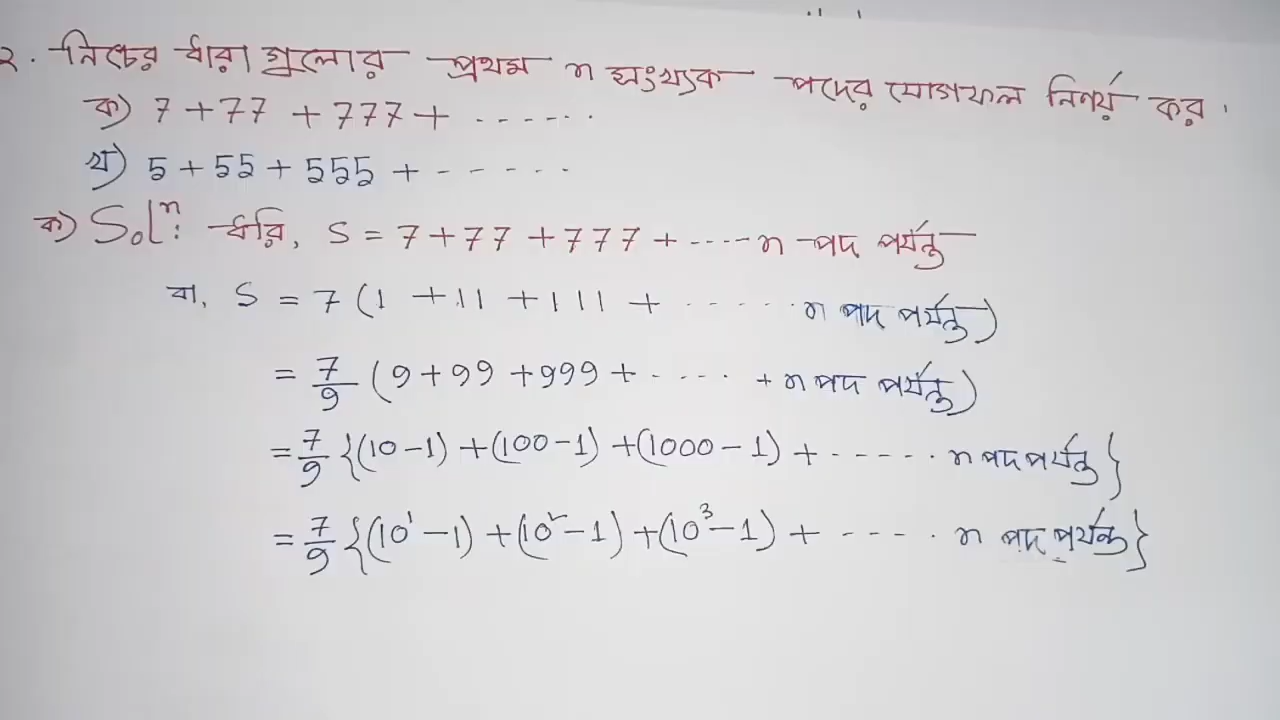 ২. নিচের ধারা গুলোর প্রথম n সংখ্যক পদের যোগফল নির্ণয় কর।
ক) 7 + 77 + 777 + ......
খ) 5 + 55 + 555 + ......
ক) Solⁿ: ধরি, S = 7 + 77 + 777 + .... n পদ পর্যন্ত
বা, S = 7 (1 + 11 + 111 + ...... n পদ পর্যন্ত)
= 7/9 (9 + 99 + 999 + ..... + n পদ পর্যন্ত)
= 7/9 {(10 - 1) + (100 - 1) + (1000 - 1) + ...... n পদ পর্যন্ত}
= 7/9 {(10¹ - 1) + (10² - 1) + (10³ - 1) + ..... n পদ পর্যন্ত}